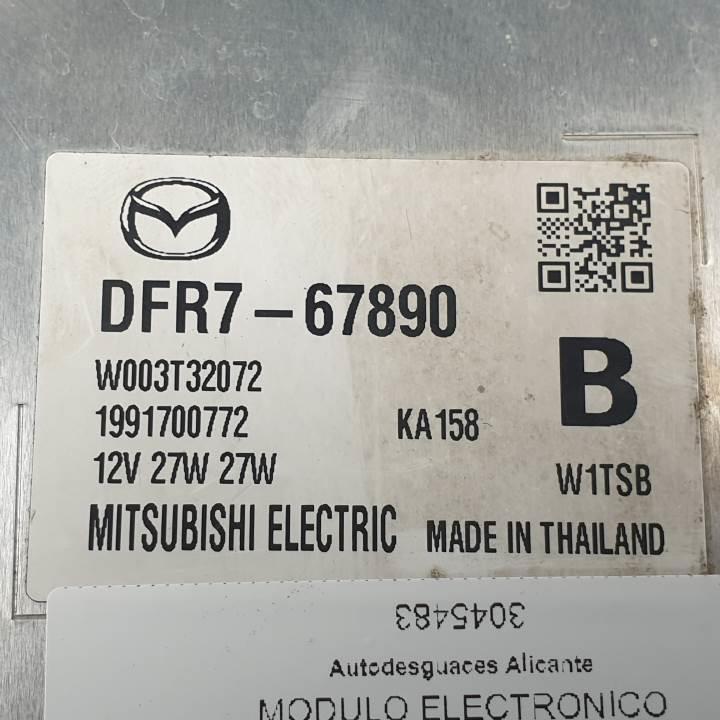 DFR7-67890
W003T32072
1991700772
KA158
B
12V 27W 27W
W1TSB
MITSUBISHI ELECTRIC
MADE IN THAILAND
3045483
Autodesguaces Alicante
MODULO ELECTRONICO